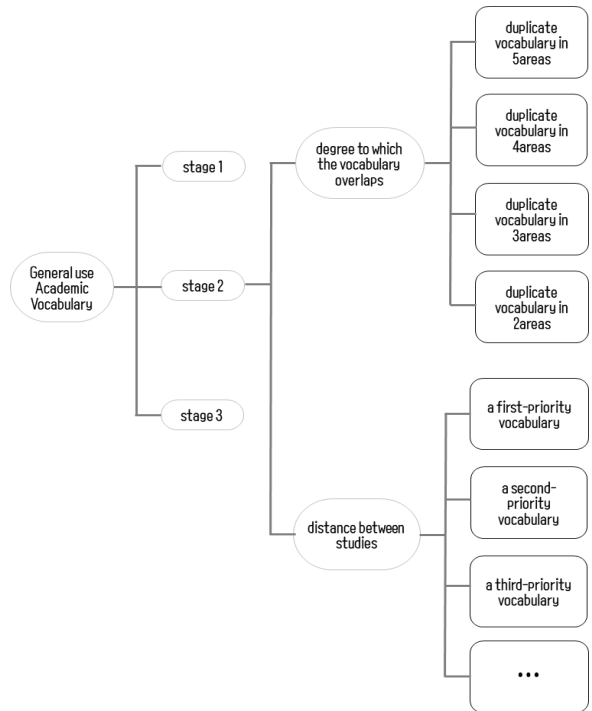 General use
Academic
Vocabulary
stage 1
stage 2
stage 3
degree to which
the vocabulary
overlaps
duplicate
vocabulary in
5areas
duplicate
vocabulary in
4areas
duplicate
vocabulary in
3areas
duplicate
vocabulary in
2areas
distance between
studies
a first-priority
vocabulary
a second-
priority
vocabulary
a third-priority
vocabulary
•••